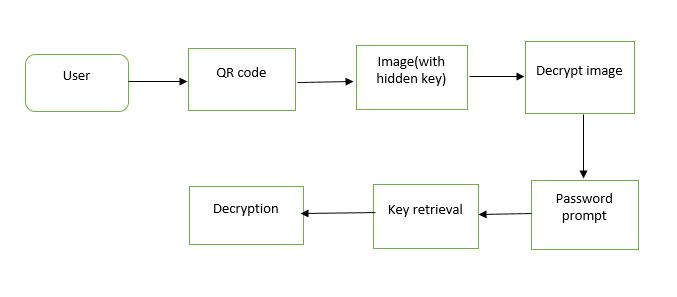 User
QR code
Image(with
hidden key)
Decrypt image
Password
prompt
Key retrieval
Decryption